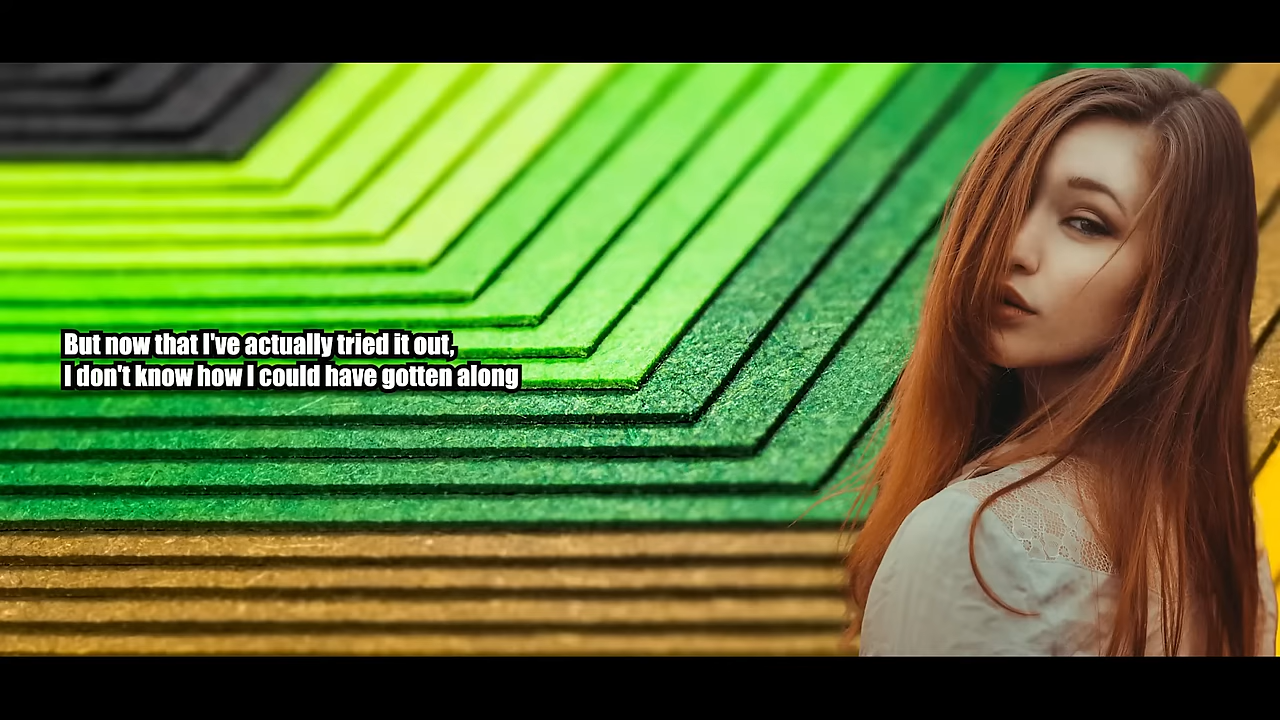 But now that I've actually tried it out,
I don't know how I could have gotten along